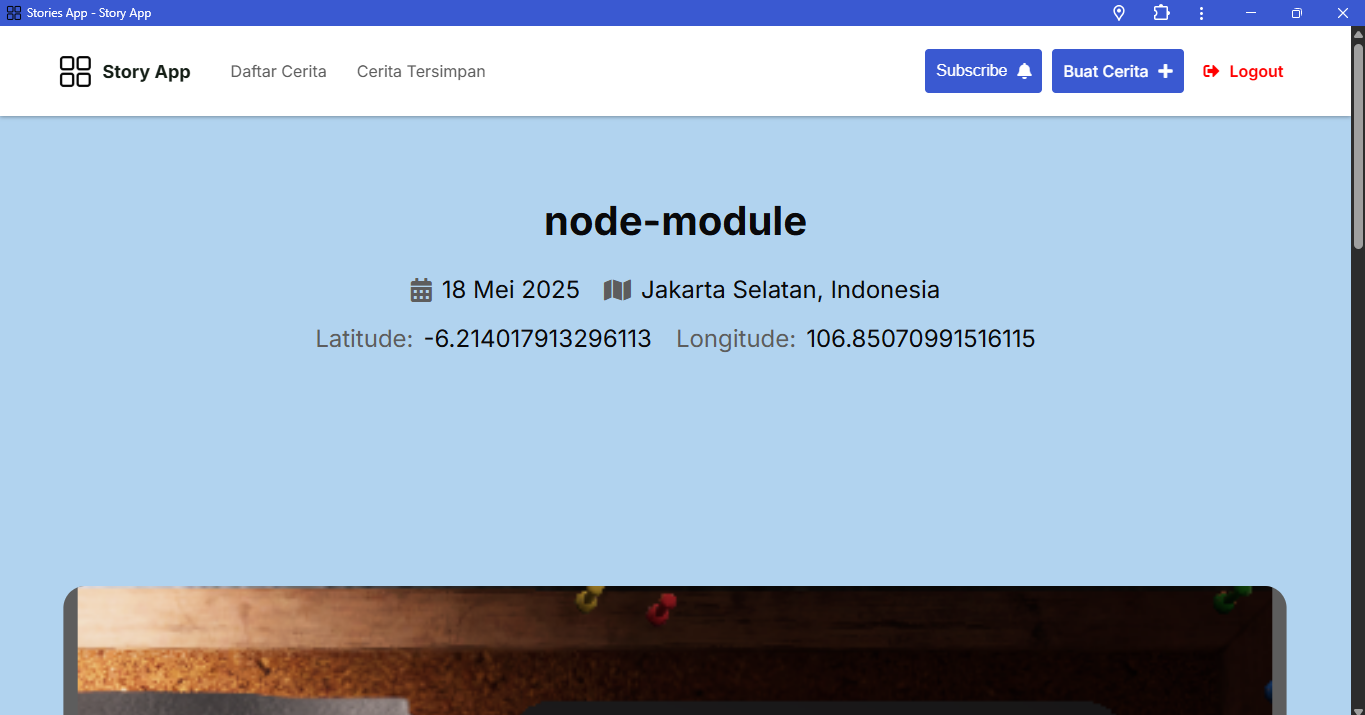 Stories App - Story App
Story App
Daftar Cerita
Cerita Tersimpan
Subscribe
Buat Cerita
Logout
node-module
18 Mei 2025
Jakarta Selatan, Indonesia
Latitude: -6.214017913296113
Longitude: 106.85070991516115